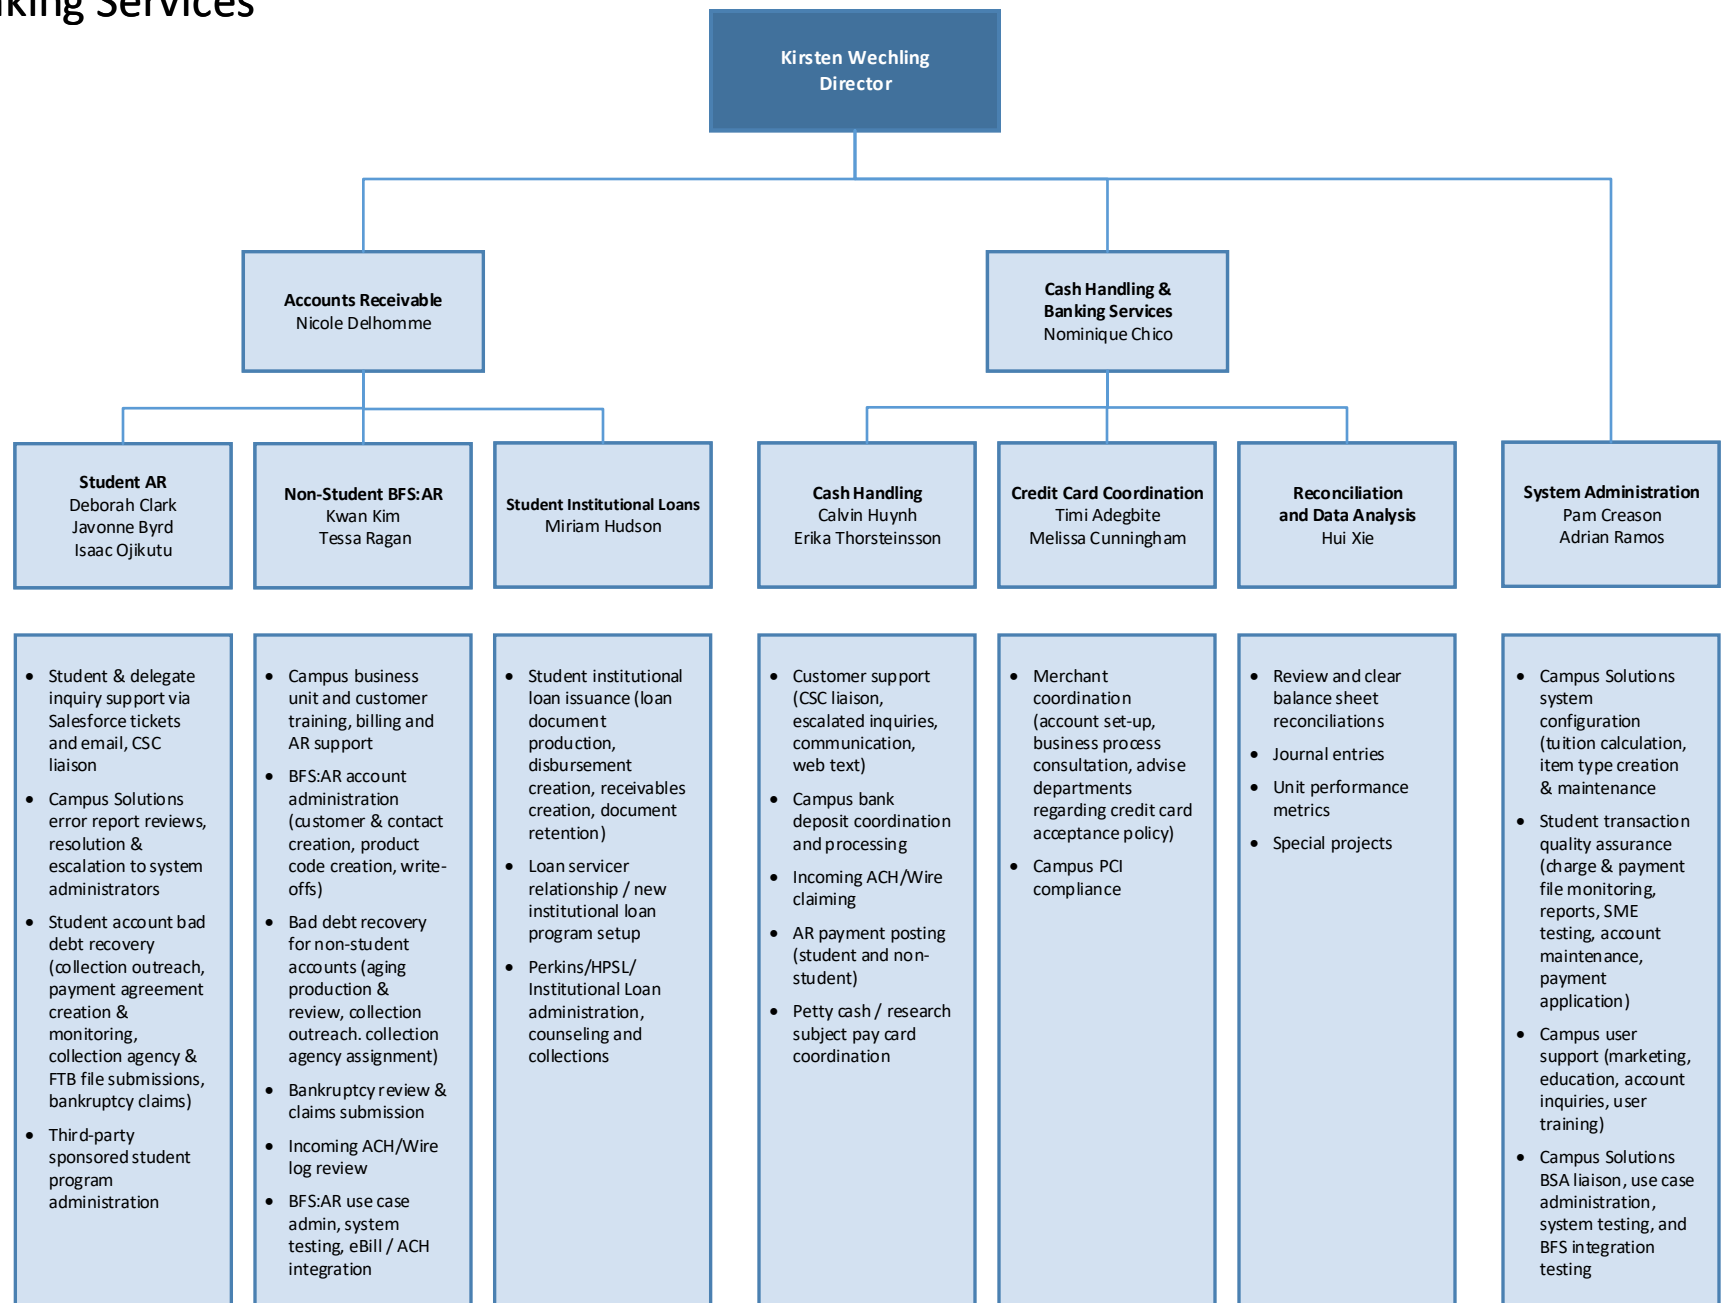 Services
Kirsten Wechling
Director
Accounts Receivable
Nicole Delhomme
Cash Handling &
Banking Services
Nominique Chico
Student AR
Deborah Clark
Javonne Byrd
Isaac Ojikutu
Non-Student BFS:AR
Kwan Kim
Tessa Ragan
Student Institutional Loans
Miriam Hudson
Cash Handling
Calvin Huynh
Erika Thorsteinsson
Credit Card Coordination
Timi Adegbite
Melissa Cunningham
Reconciliation
and Data Analysis
Hui Xie
System Administration
Pam Creason
Adrian Ramos
• Student & delegate
inquiry support via
Salesforce tickets
and email, CSC
liaison
• Campus Solutions
error report reviews,
resolution &
escalation to system
administrators
• Student account bad
debt recovery
(collection outreach,
payment agreement
creation &
monitoring,
collection agency &
FTB file submissions,
bankruptcy claims)
• Third-party
sponsored student
program
administration
• Campus business
unit and customer
training, billing and
AR support
• BFS:AR account
administration
(customer & contact
creation, product
code creation, write-
offs)
• Bad debt recovery
for non-student
accounts (aging
production &
review, collection
outreach. collection
agency assignment)
• Bankruptcy review &
claims submission
• Incoming ACH/Wire
log review
• BFS:AR use case
admin, system
testing, eBill / ACH
integration
• Student institutional
loan issuance (loan
document
production,
disbursement
creation, receivables
creation, document
retention)
• Loan servicer
relationship / new
institutional loan
program setup
• Perkins/HPSL/
Institutional Loan
administration,
counseling and
collections
• Customer support
(CSC liaison,
escalated inquiries,
communication,
web text)
• Campus bank
deposit coordination
and processing
• Incoming ACH/Wire
claiming
• AR payment posting
(student and non-
student)
• Petty cash / research
subject pay card
coordination
• Merchant
coordination
(account set-up,
business process
consultation, advise
departments
regarding credit card
acceptance policy)
• Campus PCI
compliance
• Review and clear
balance sheet
reconciliations
• Journal entries
• Unit performance
metrics
• Special projects
• Campus Solutions
system
configuration
(tuition calculation,
item type creation
& maintenance
• Student transaction
quality assurance
(charge & payment
file monitoring,
reports, SME
testing, account
maintenance,
payment
application)
• Campus user
support (marketing,
education, account
inquiries, user
training)
• Campus Solutions
BSA liaison, use case
administration,
system testing, and
BFS integration
testing